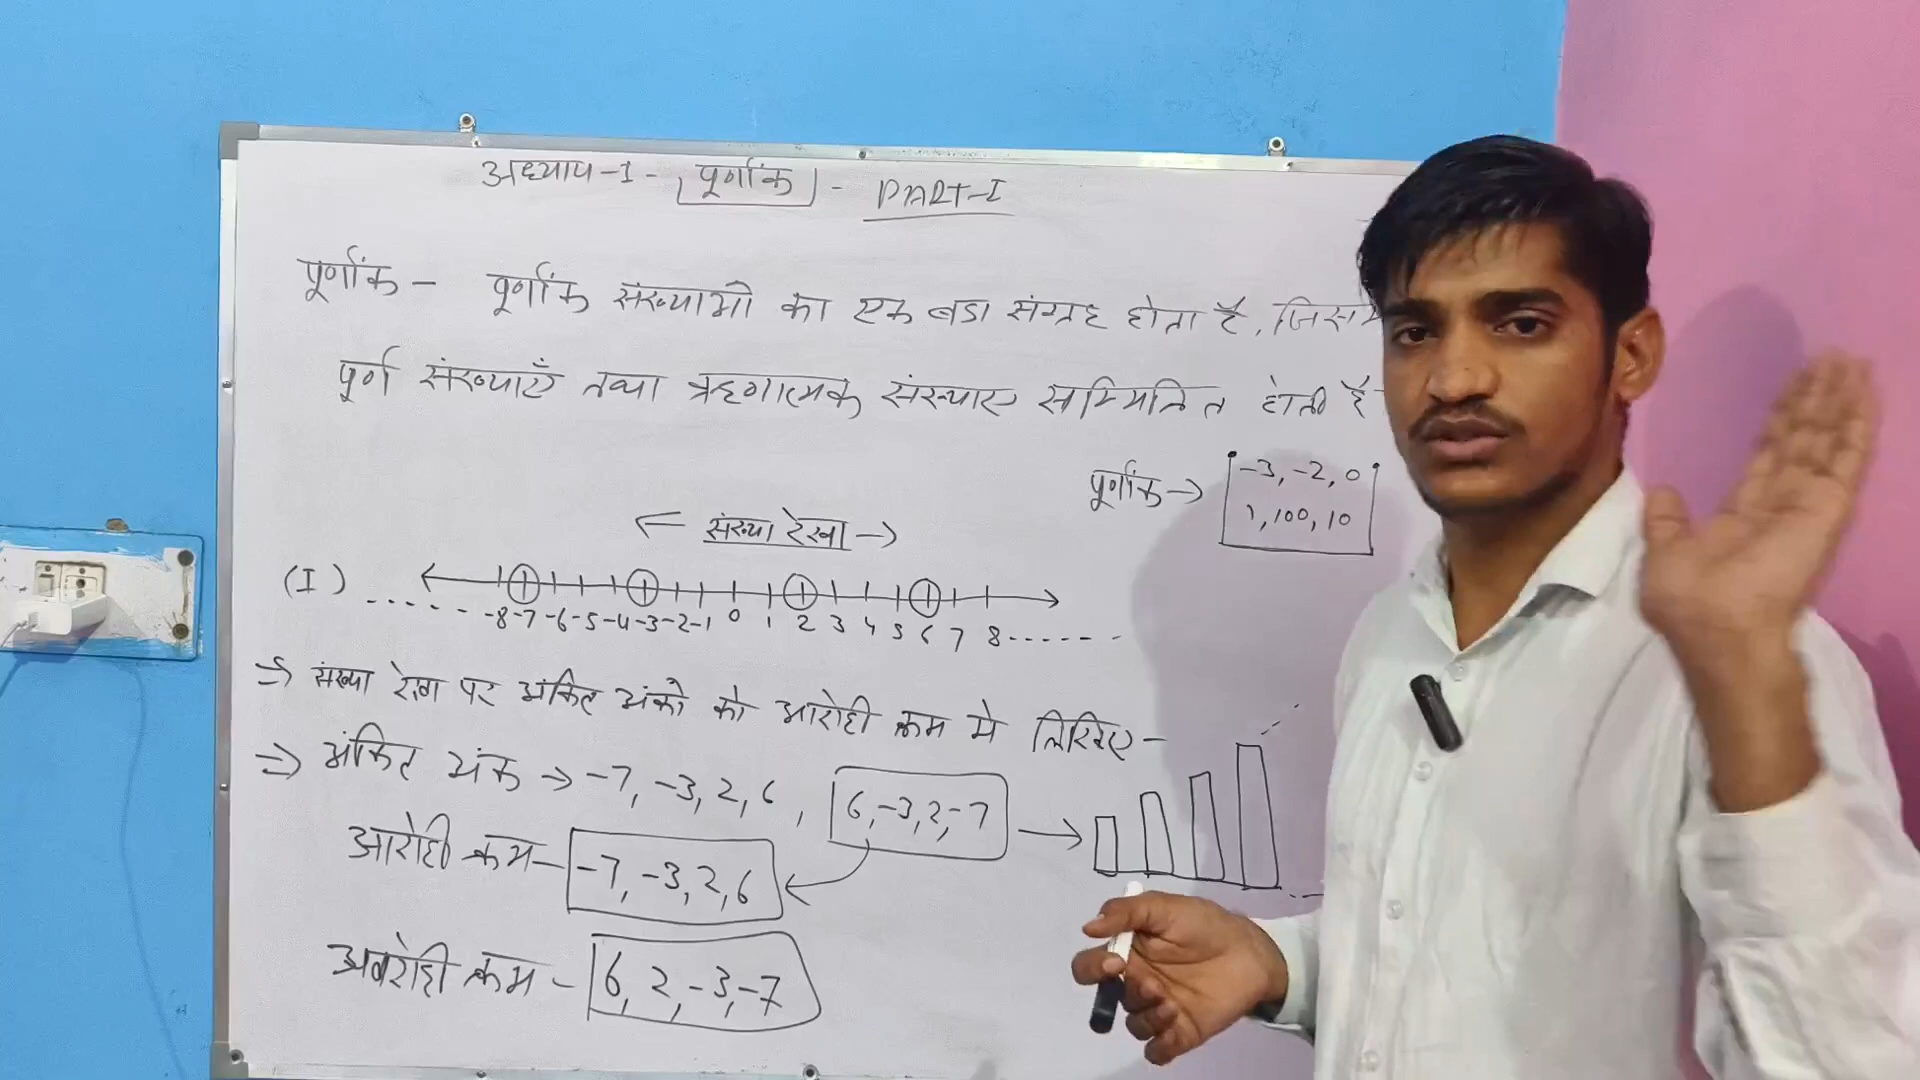 अध्याय-I- पूर्णांक - PART-I
पूर्णांक - पूर्णांक संख्याओ का एक बडा संग्रह होता है, जिसम
पूर्ण संख्याएँ तथा ऋणात्मक संख्याए सम्मिलित होती है
पूर्णांक→ -3, -2, 0
1, 100, 10
← संख्या रेखा →
(I)
-8 -7 -6 -5 -4 -3 -2 -1 0 1 2 3 4 5 6 7 8
⇒ संख्या रेखा पर अंकित अंको को आरोही क्रम मे लिखिए-
⇒ अंकित अंक → -7, -3, 2, 6, 6, -3, 2, -7 →
आरोही क्रम- -7, -3, 2, 6
अवरोही क्रम- 6, 2, -3, -7